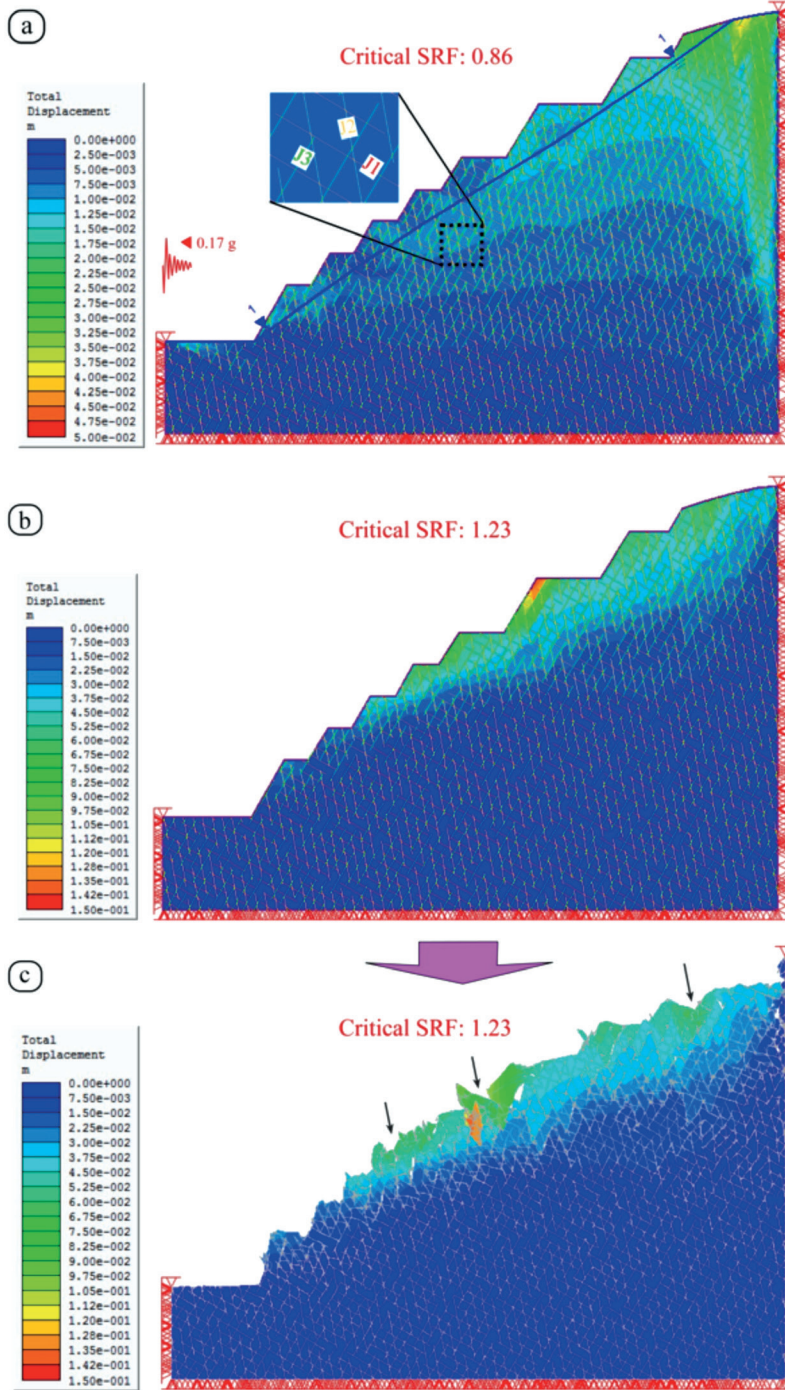 a
Critical SRF: 0.86
1
Total
Displacement
m
0.00e+000
2.50e-003
5.00e-003
7.50e-003
1.00e-002
1.25e-002
1.50e-002
1.75e-002
2.00e-002
2.25e-002
2.50e-002
2.75e-002
3.00e-002
3.25e-002
3.50e-002
3.75e-002
4.00e-002
4.25e-002
4.50e-002
4.75e-002
5.00e-002
J2
J3
J1
0.17 g
1
b
Critical SRF: 1.23
Total
Displacement
m
0.00e+000
7.50e-003
1.50e-002
2.25e-002
3.00e-002
3.75e-002
4.50e-002
5.25e-002
6.00e-002
6.75e-002
7.50e-002
8.25e-002
9.00e-002
9.75e-002
1.05e-001
1.12e-001
1.20e-001
1.28e-001
1.35e-001
1.42e-001
1.50e-001
c
Critical SRF: 1.23
Total
Displacement
m
0.00e+000
7.50e-003
1.50e-002
2.25e-002
3.00e-002
3.75e-002
4.50e-002
5.25e-002
6.00e-002
6.75e-002
7.50e-002
8.25e-002
9.00e-002
9.75e-002
1.05e-001
1.12e-001
1.20e-001
1.28e-001
1.35e-001
1.42e-001
1.50e-001